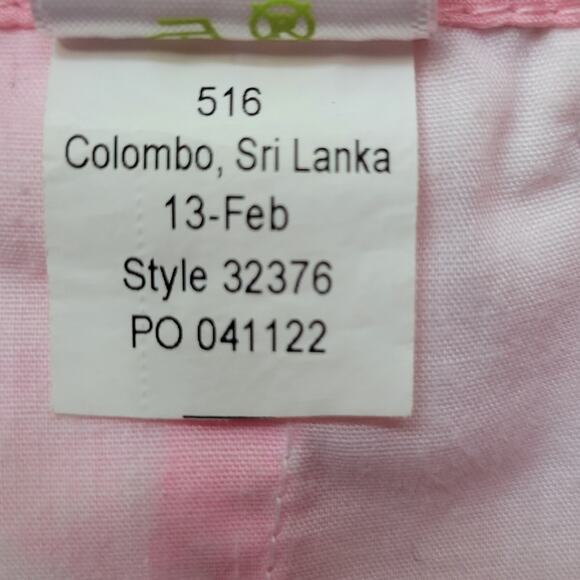 516
Colombo, Sri Lanka
13-Feb
Style 32376
PO 041122